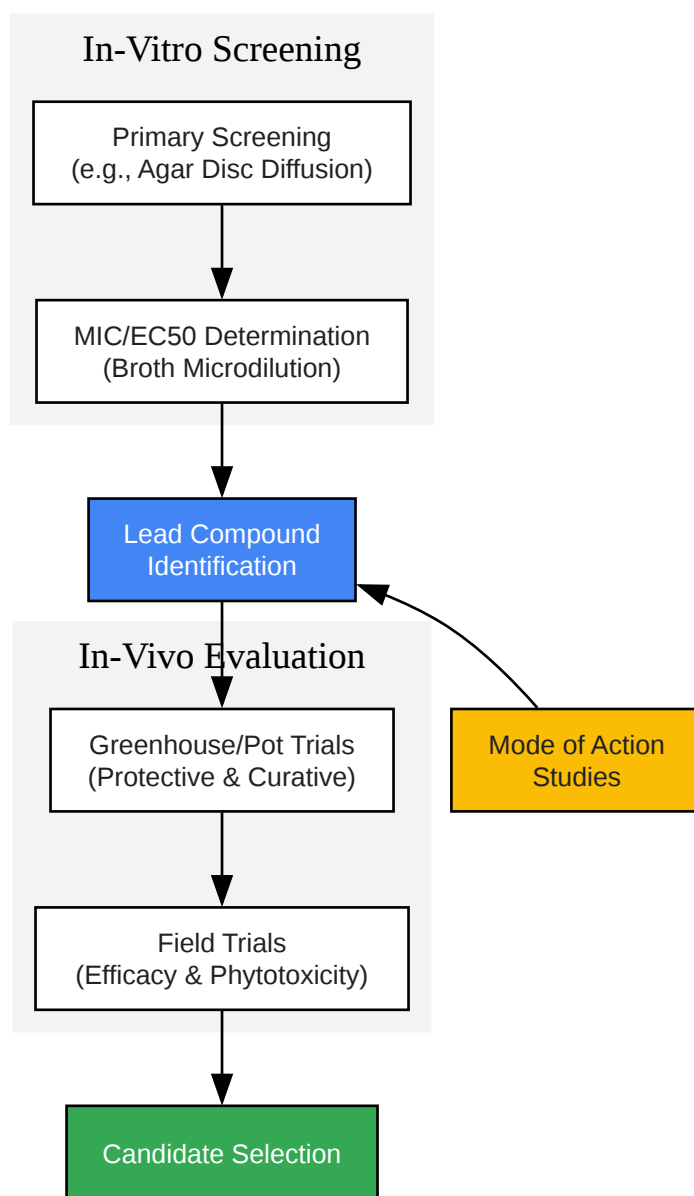 In-Vitro Screening
Primary Screening
(e.g., Agar Disc Diffusion)
MIC/EC50 Determination
(Broth Microdilution)
Lead Compound
Identification
In-Vivo Evaluation
Greenhouse/Pot Trials
(Protective & Curative)
Mode of Action
Studies
Field Trials
(Efficacy & Phytotoxicity)
Candidate Selection